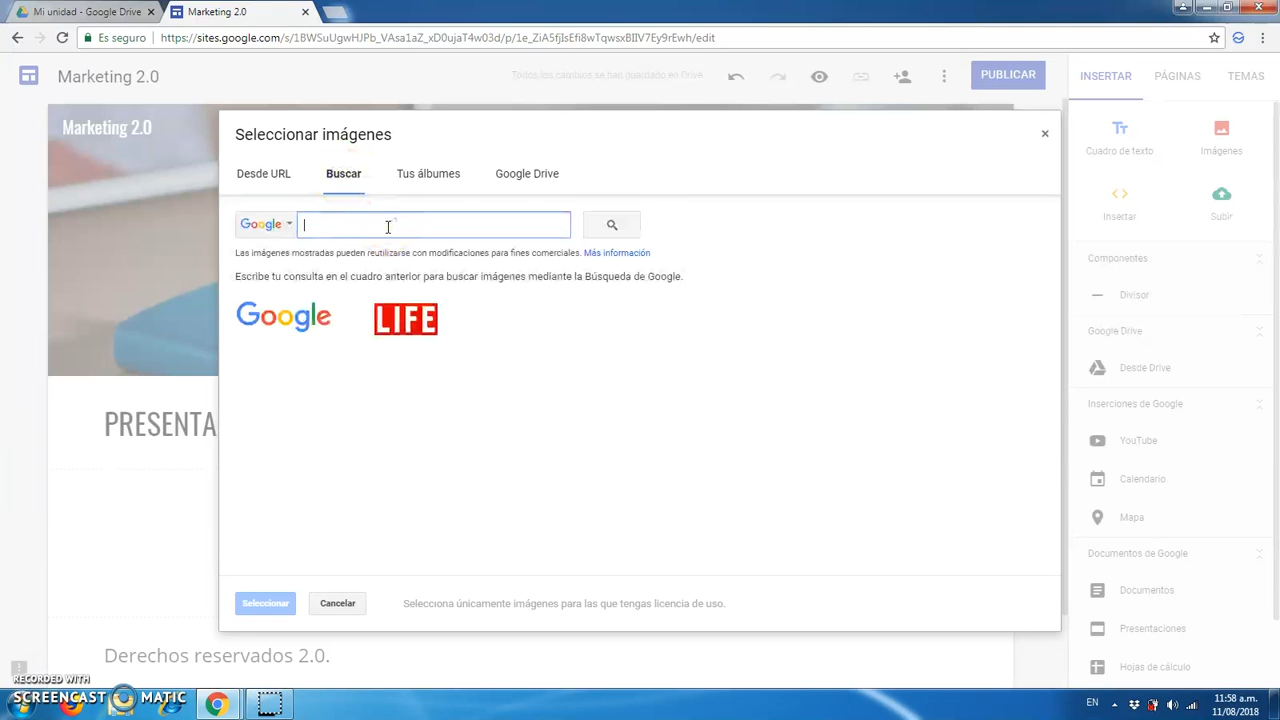 Mi unidad - Google Drive
Marketing 2.0
Es seguro
https://sites.google.com/s/1BWSuUgwHJPb_VAsa1aZ_xD0ujaT4w03d/p/1e_ZiA5fJIsEfi8wTqwsxBIIV7Ey9rEwh/edit
Marketing 2.0
Todos los cambios se han guardado en Drive
PUBLICAR
INSERTAR
PÁGINAS
TEMAS
Marketing 2.0
Seleccionar imágenes
Desde URL
Buscar
Tus álbumes
Google Drive
Google
Las imágenes mostradas pueden reutilizarse con modificaciones para fines comerciales. Más información
Escribe tu consulta en el cuadro anterior para buscar imágenes mediante la Búsqueda de Google.
Google
LIFE
PRESENTA
Seleccionar
Cancelar
Selecciona únicamente imágenes para las que tengas licencia de uso.
Derechos reservados 2.0.
Tt
Cuadro de texto
Imágenes
Insertar
Subir
Componentes
Divisor
Google Drive
Desde Drive
Inserciones de Google
YouTube
Calendario
Mapa
Documentos de Google
Documentos
Presentaciones
Hojas de cálculo
RECORDED WITH
SCREENCAST MATIC
EN
11:58 a.m.
11/08/2018